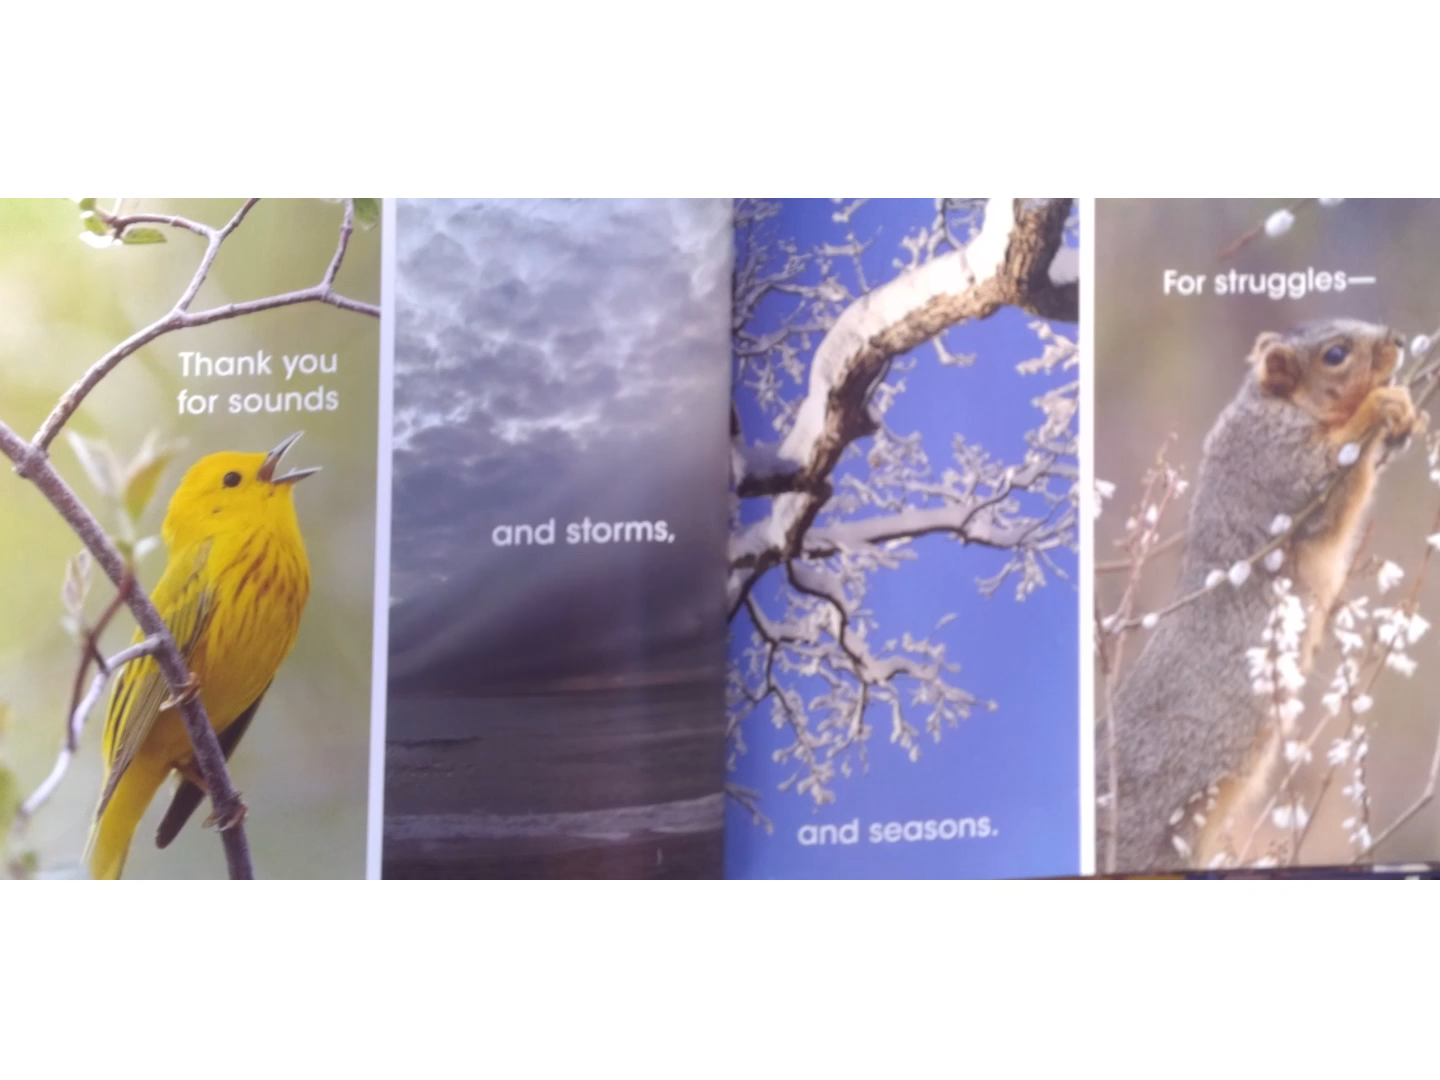 Thank you
for sounds
and storms,
and seasons.
For struggles—